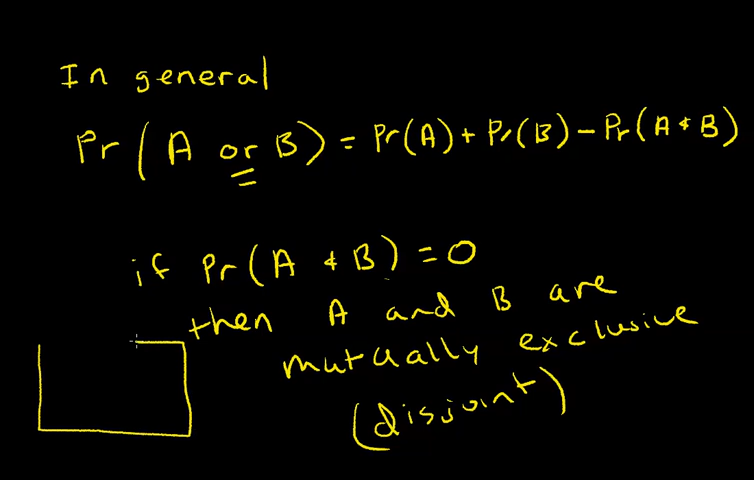 In general
Pr(A or B) = Pr(A) + Pr(B) - Pr(A & B)
if Pr(A & B) = 0
then A and B are
mutually exclusive
(disjoint)